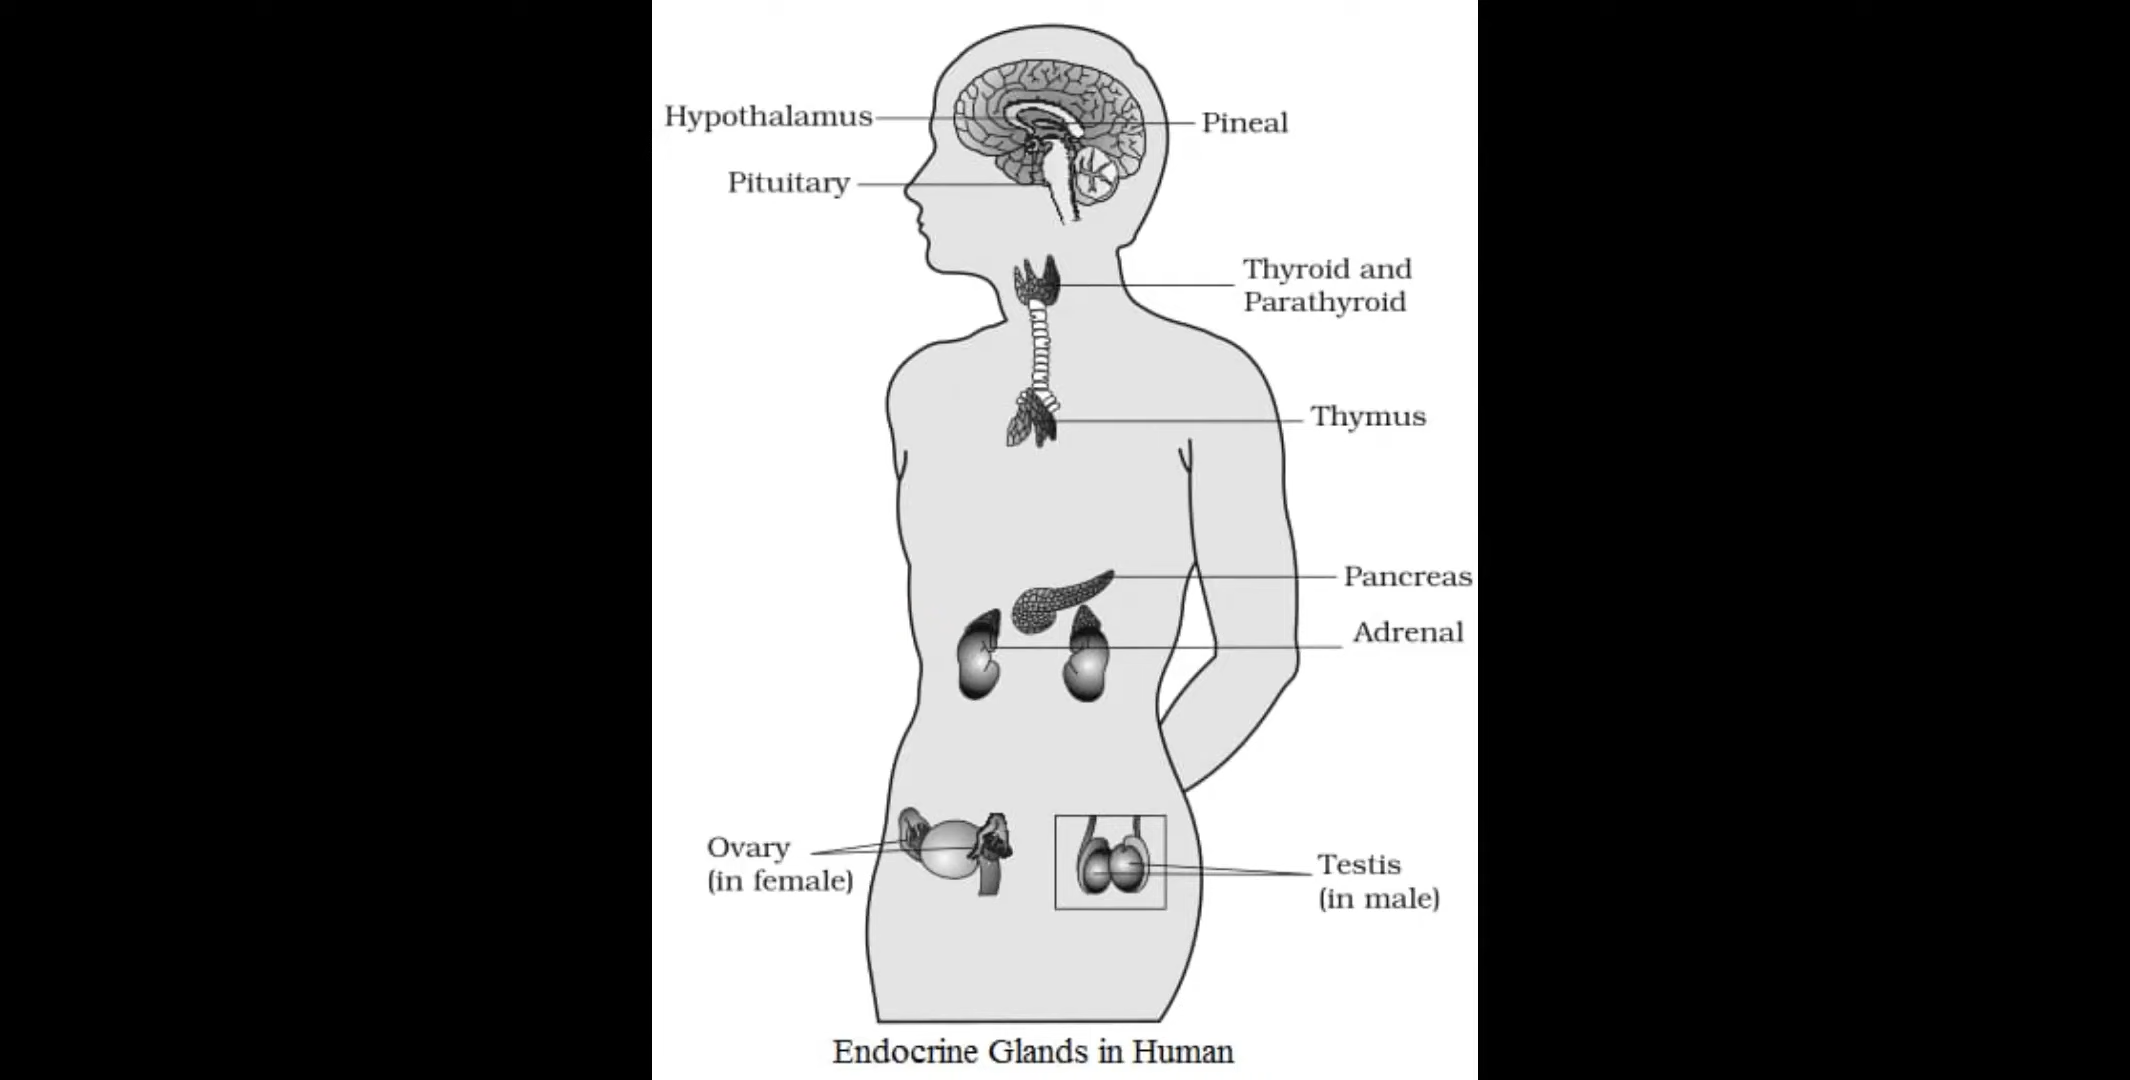 Hypothalamus
Pineal
Pituitary
Thyroid and
Parathyroid
Thymus
Pancreas
Adrenal
Ovary
(in female)
Testis
(in male)
Endocrine Glands in Human